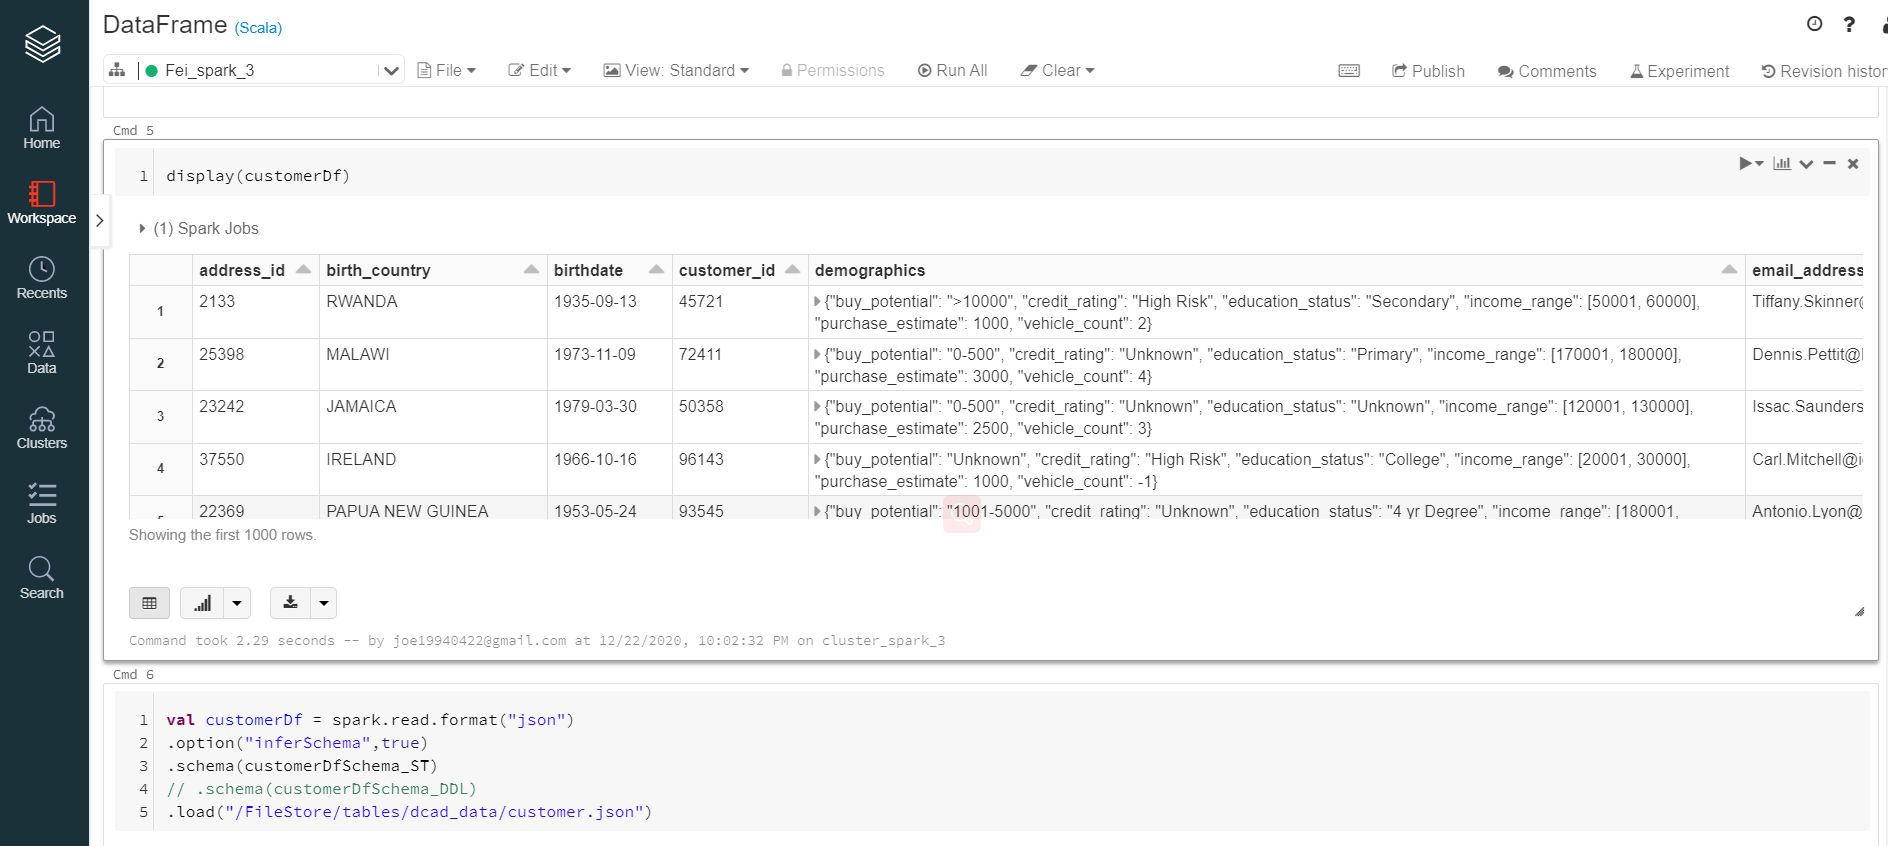 DataFrame (Scala)
Fei_spark_3
File
Edit
View: Standard
Permissions
Run All
Clear
Publish
Comments
Experiment
Revision histor
Home
Workspace
Recents
Data
Clusters
Jobs
Search
Cmd 5
1 display(customerDf)
(1) Spark Jobs
address_id birth_country birthdate customer_id demographics email_address
1 2133 RWANDA 1935-09-13 45721 {"buy_potential": ">10000", "credit_rating": "High Risk", "education_status": "Secondary", "income_range": [50001, 60000], Tiffany.Skinner@
"purchase_estimate": 1000, "vehicle_count": 2}
2 25398 MALAWI 1973-11-09 72411 {"buy_potential": "0-500", "credit_rating": "Unknown", "education_status": "Primary", "income_range": [170001, 180000], Dennis.Pettit@
"purchase_estimate": 3000, "vehicle_count": 4}
3 23242 JAMAICA 1979-03-30 50358 {"buy_potential": "0-500", "credit_rating": "Unknown", "education_status": "Unknown", "income_range": [120001, 130000], Issac.Saunders
"purchase_estimate": 2500, "vehicle_count": 3}
4 37550 IRELAND 1966-10-16 96143 {"buy_potential": "Unknown", "credit_rating": "High Risk", "education_status": "College", "income_range": [20001, 30000], Carl.Mitchell@
"purchase_estimate": 1000, "vehicle_count": -1}
22369 PAPUA NEW GUINEA 1953-05-24 93545 {"buy_potential": "1001-5000", "credit_rating": "Unknown", "education_status": "4 yr Degree", "income_range": [180001, Antonio.Lyon@
Showing the first 1000 rows.
Command took 2.29 seconds -- by joe19940422@gmail.com at 12/22/2020, 10:02:32 PM on cluster_spark_3
Cmd 6
1 val customerDf = spark.read.format("json")
2 .option("inferSchema",true)
3 .schema(customerDfSchema_ST)
4 // .schema(customerDfSchema_DDL)
5 .load("/FileStore/tables/dcad_data/customer.json")